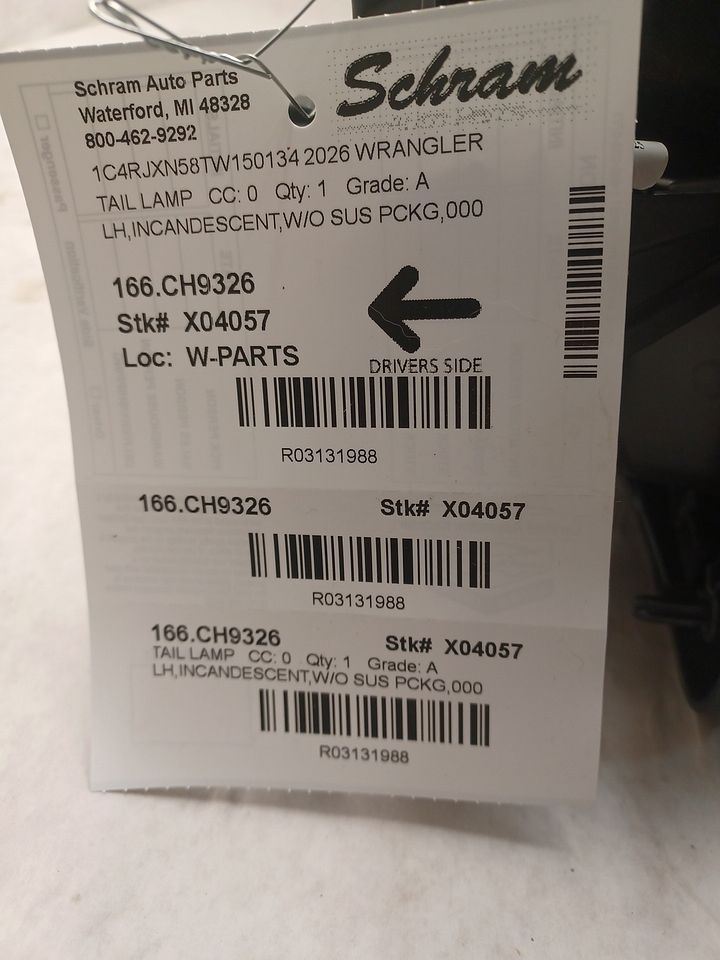 Schram Auto Parts
Waterford, MI 48328
800-462-9292
Schram
1C4RJXN58TW150134 2026 WRANGLER
TAIL LAMP CC: 0 Qty: 1 Grade: A
LH,INCANDESCENT,W/O SUS PCKG,000
166.CH9326
Stk# X04057
Loc: W-PARTS
DRIVERS SIDE
R03131988
166.CH9326 Stk# X04057
R03131988
166.CH9326 Stk# X04057
TAIL LAMP CC: 0 Qty: 1 Grade: A
LH,INCANDESCENT,W/O SUS PCKG,000
R03131988